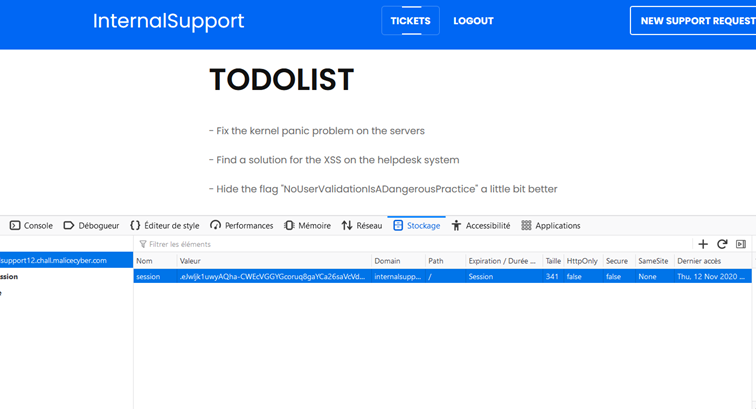 InternalSupport TICKETS LOGOUT NEW SUPPORT REQUEST
TODOLIST
- Fix the kernel panic problem on the servers
- Find a solution for the XSS on the helpdesk system
- Hide the flag "NoUserValidationIsADangerousPractice" a little bit better
Console Débogueur Éditeur de style Performances Mémoire Réseau Stockage Accessibilité Applications
Filtrer les éléments
support12.chall.malicecyber.com Nom Valeur Domain Path Expiration / Durée ... Taille HttpOnly Secure SameSite Dernier accès
ssion session internalsupp... / Session 341 false false None Thu, 12 Nov 2020 ...